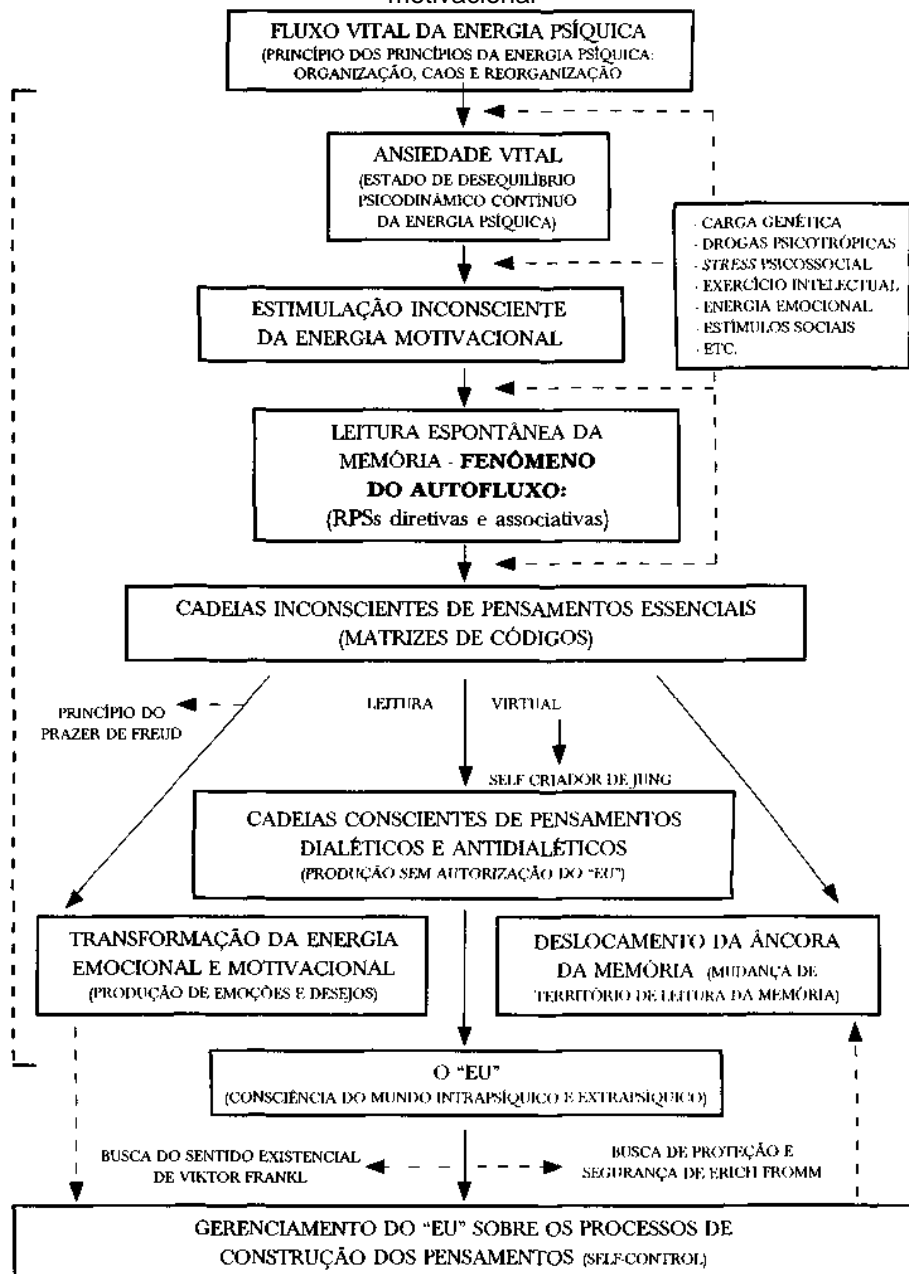 motivacional
FLUXO VITAL DA ENERGIA PSÍQUICA
(PRINCÍPIO DOS PRINCÍPIOS DA ENERGIA PSÍQUICA:
ORGANIZAÇÃO, CAOS E REORGANIZAÇÃO
ANSIEDADE VITAL
(ESTADO DE DESEQUILÍBRIO
PSICODINÂMICO CONTÍNUO
DA ENERGIA PSÍQUICA)
- CARGA GENÉTICA
- DROGAS PSICOTRÓPICAS
- STRESS PSICOSSOCIAL
- EXERCÍCIO INTELECTUAL
- ENERGIA EMOCIONAL
- ESTÍMULOS SOCIAIS
- ETC.
ESTIMULAÇÃO INCONSCIENTE
DA ENERGIA MOTIVACIONAL
LEITURA ESPONTÂNEA DA
MEMÓRIA - FENÔMENO
DO AUTOFLUXO:
(RPSs diretivas e associativas)
CADEIAS INCONSCIENTES DE PENSAMENTOS ESSENCIAIS
(MATRIZES DE CÓDIGOS)
PRINCÍPIO DO
PRAZER DE FREUD
LEITURA VIRTUAL
SELF CRIADOR DE JUNG
CADEIAS CONSCIENTES DE PENSAMENTOS
DIALÉTICOS E ANTIDIALÉTICOS
(PRODUÇÃO SEM AUTORIZAÇÃO DO "EU")
TRANSFORMAÇÃO DA ENERGIA
EMOCIONAL E MOTIVACIONAL
(PRODUÇÃO DE EMOÇÕES E DESEJOS)
DESLOCAMENTO DA ÂNCORA
DA MEMÓRIA (MUDANÇA DE
TERRITÓRIO DE LEITURA DA MEMÓRIA)
O "EU"
(CONSCIÊNCIA DO MUNDO INTRAPSÍQUICO E EXTRAPSÍQUICO)
BUSCA DO SENTIDO EXISTENCIAL
DE VIKTOR FRANKL
BUSCA DE PROTEÇÃO E
SEGURANÇA DE ERICH FROMM
GERENCIAMENTO DO "EU" SOBRE OS PROCESSOS DE
CONSTRUÇÃO DOS PENSAMENTOS (SELF-CONTROL)